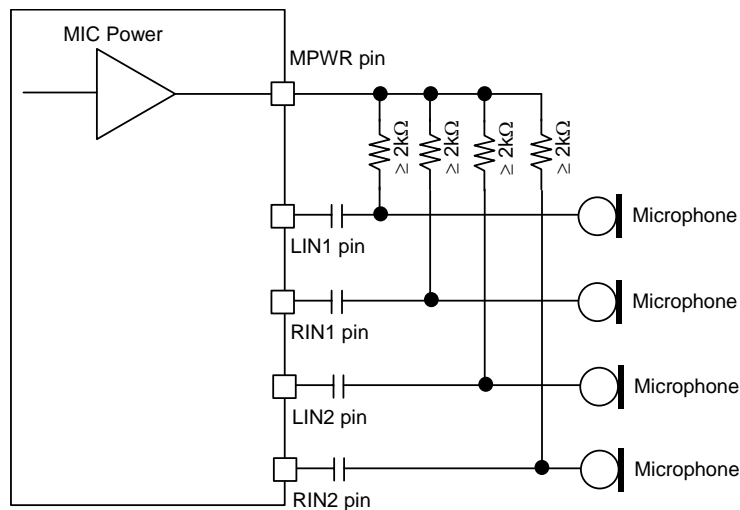 MIC Power
MPWR pin
≥ 2kΩ
≥ 2kΩ
≥ 2kΩ
≥ 2kΩ
Microphone
LIN1 pin
Microphone
RIN1 pin
Microphone
LIN2 pin
Microphone
RIN2 pin